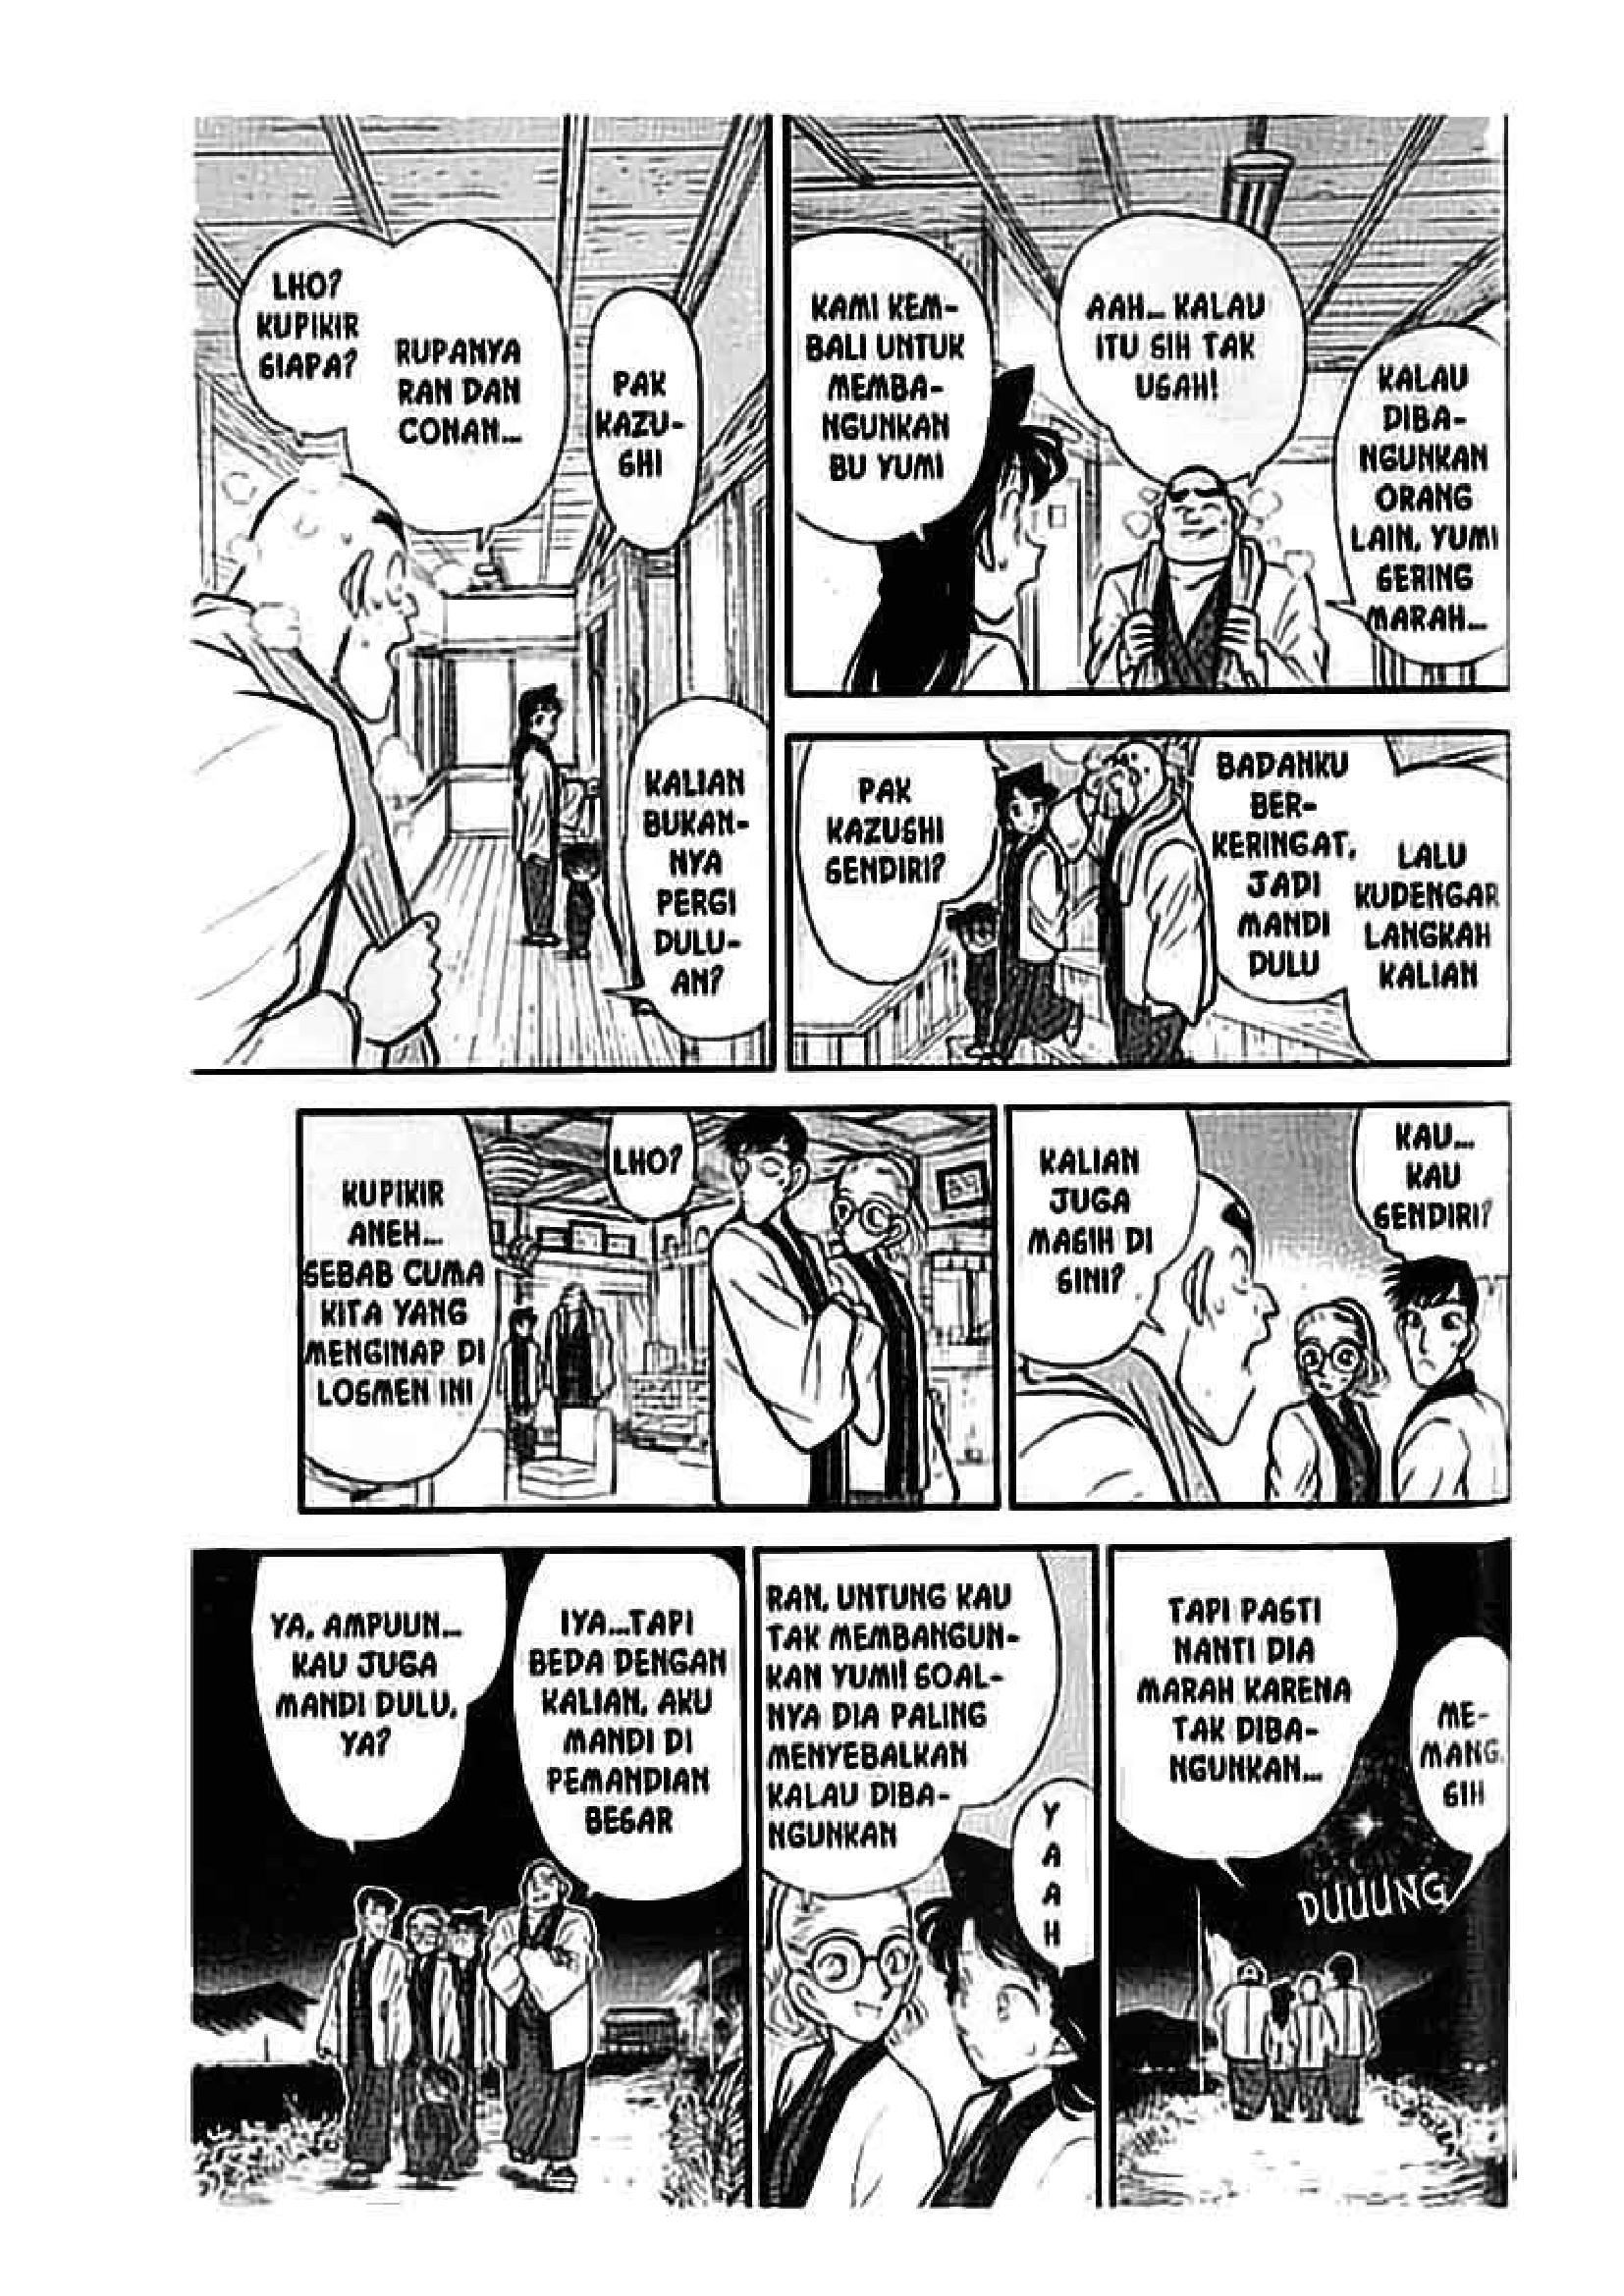 LHO?
KUPIKIR
SIAPA?
RUPANYA
RAN DAN
CONAN...
PAK
KAZU-
SHI
KALIAN
BUKAN-
NYA
PERGI
DULU-
AN?
KAMI KEM-
BALI UNTUK
MEMBA-
NGUNKAN
BU YUMI
AAH... KALAU
ITU SIH TAK
USAH!
KALAU
DIBA-
NGUNKAN
ORANG
LAIN, YUMI
SERING
MARAH...
PAK
KAZUSHI
SENDIRI?
BADANKU
BER-
KERINGAT,
JADI
MANDI
DULU
LALU
KUDENGAR
LANGKAH
KALIAN
KUPIKIR
ANEH...
SEBAB CUMA
KITA YANG
MENGINAP DI
LOSMEN INI
LHO?
KALIAN
JUGA
MASIH DI
SINI?
KAU...
KAU
SENDIRI?
YA, AMPUUN...
KAU JUGA
MANDI DULU,
YA?
IYA...TAPI
BEDA DENGAN
KALIAN, AKU
MANDI DI
PEMANDIAN
BESAR
RAN, UNTUNG KAU
TAK MEMBANGUN-
KAN YUMI! SOAL-
NYA DIA PALING
MENYEBALKAN
KALAU DIBA-
NGUNKAN
Y
A
A
H
TAPI PASTI
NANTI DIA
MARAH KARENA
TAK DIBA-
NGUNKAN...
ME-
MANG
SIH
DUUUNG